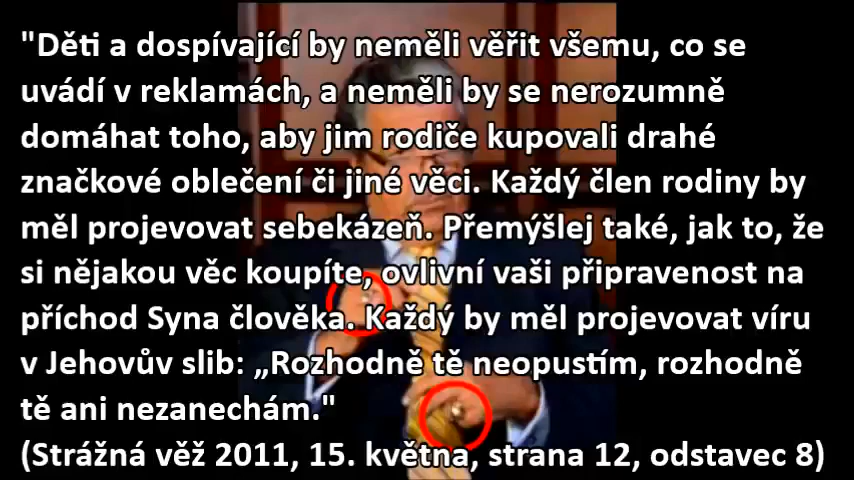 "Děti a dospívající by neměli věřit všemu, co se
uvádí v reklamách, a neměli by se nerozumně
domáhat toho, aby jim rodiče kupovali drahé
značkové oblečení či jiné věci. Každý člen rodiny by
měl projevovat sebekázeň. Přemýšlej také, jak to, že
si nějakou věc koupíte, ovlivní vaši připravenost na
příchod Syna člověka. Každý by měl projevovat víru
v Jehovův slib: „Rozhodně tě neopustím, rozhodně
tě ani nezanechám."
(Strážná věž 2011, 15. května, strana 12, odstavec 8)